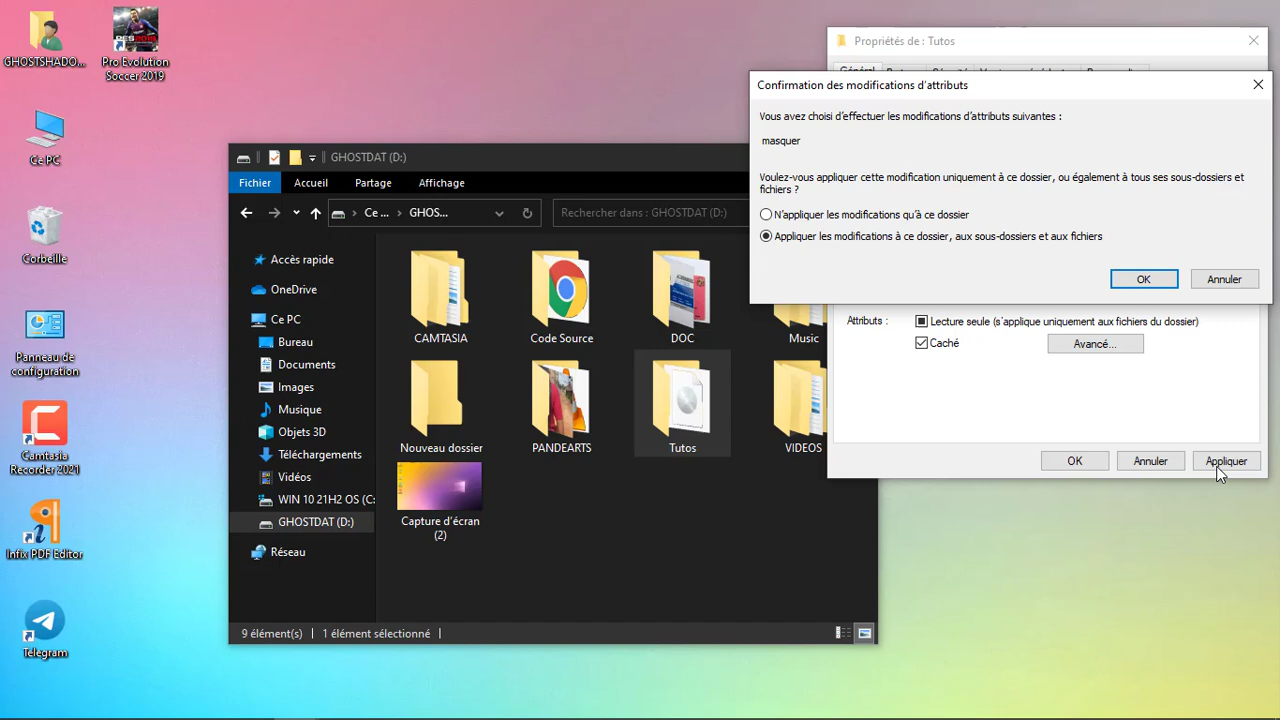 GHOSTSHADO...
Pro Evolution
Soccer 2019
Ce PC
Corbeille
Panneau de
configuration
Camtasia
Recorder 2021
Infix PDF Editor
Telegram
GHOSTDAT (D:)
Fichier
Accueil
Partage
Affichage
Ce ...
GHOS...
Rechercher dans : GHOSTDAT (D:)
Accès rapide
OneDrive
Ce PC
Bureau
Documents
Images
Musique
Objets 3D
Téléchargements
Vidéos
WIN 10 21H2 OS (C:
GHOSTDAT (D:)
Réseau
CAMTASIA
Code Source
DOC
Music
Nouveau dossier
PANDEARTS
Tutos
VIDEOS
Capture d'écran
(2)
9 élément(s)
1 élément sélectionné
Propriétés de : Tutos
Confirmation des modifications d'attributs
Vous avez choisi d'effectuer les modifications d'attributs suivantes :
masquer
Voulez-vous appliquer cette modification uniquement à ce dossier, ou également à tous ses sous-dossiers et
fichiers ?
N'appliquer les modifications qu'à ce dossier
Appliquer les modifications à ce dossier, aux sous-dossiers et aux fichiers
OK
Annuler
Attributs :
Lecture seule (s'applique uniquement aux fichiers du dossier)
Caché
Avancé...
OK
Annuler
Appliquer